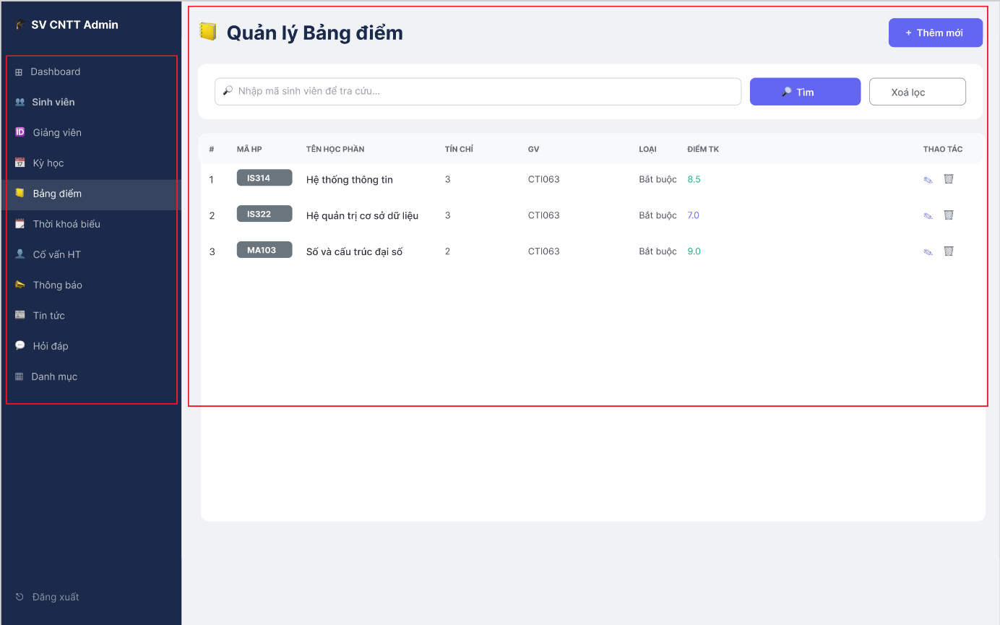 SV CNTT Admin
Dashboard
Sinh viên
Giảng viên
Kỳ học
Bảng điểm
Thời khoá biểu
Cố vấn HT
Thông báo
Tin tức
Hỏi đáp
Danh mục
Đăng xuất
Quản lý Bảng điểm
+ Thêm mới
Nhập mã sinh viên để tra cứu...
Tìm
Xoá lọc
# MÃ HP TÊN HỌC PHẦN TÍN CHỈ GV LOẠI ĐIỂM TK THAO TÁC
1 IS314 Hệ thống thông tin 3 CTI063 Bắt buộc 8.5
2 IS322 Hệ quản trị cơ sở dữ liệu 3 CTI063 Bắt buộc 7.0
3 MA103 Số và cấu trúc đại số 2 CTI063 Bắt buộc 9.0